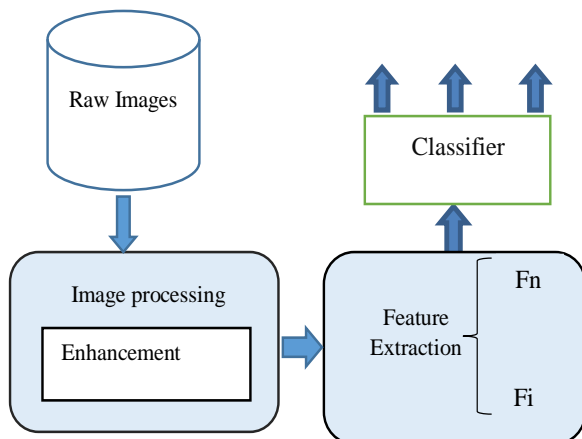 Raw Images
Classifier
Image processing
Enhancement
Feature
Extraction
Fn
Fi